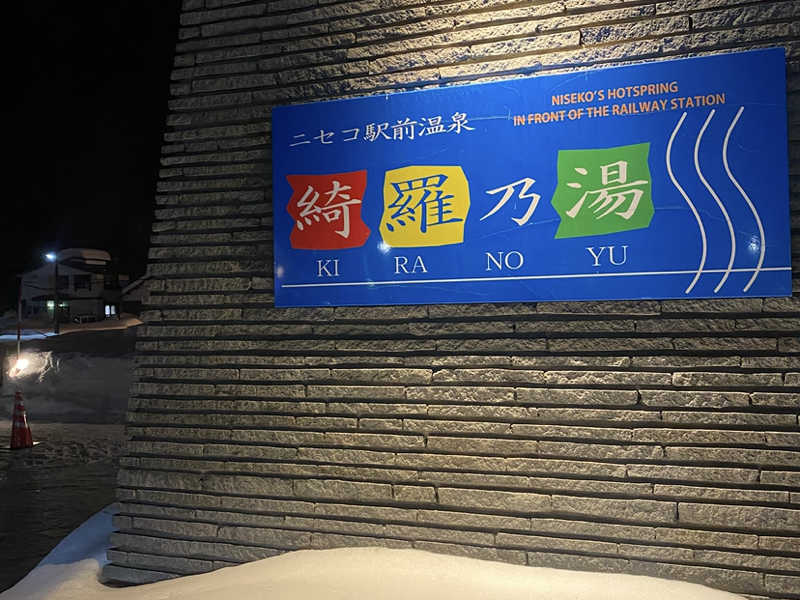 NISEKO'S HOTSPRING
IN FRONT OF THE RAILWAY STATION
ニセコ駅前温泉
綺羅乃湯
KI RA NO YU